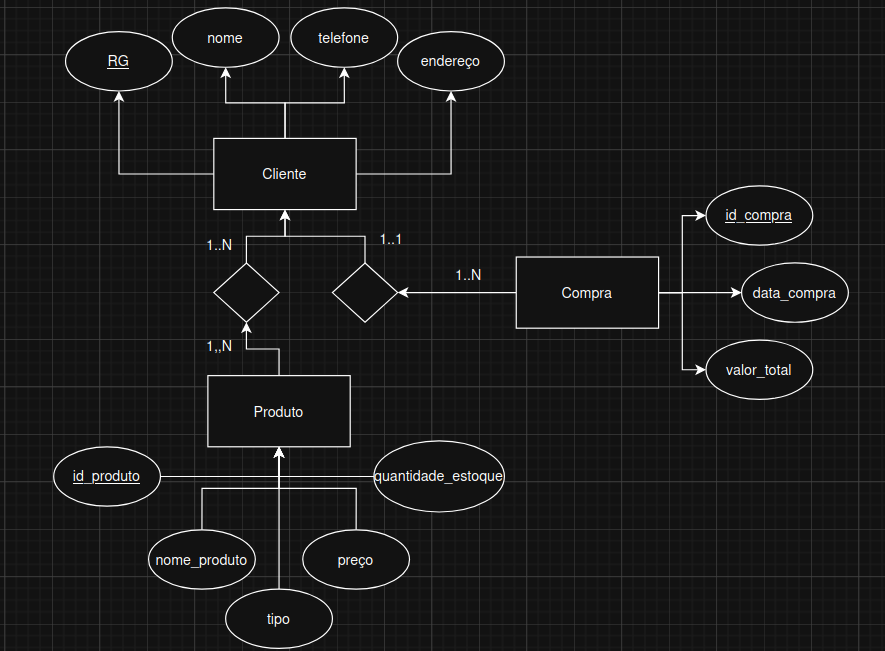 nome
telefone
RG
endereço
Cliente
id_compra
1..N
1..1
1..N
Compra
data_compra
1,,N
valor_total
Produto
id_produto
quantidade_estoque
nome_produto
preço
tipo